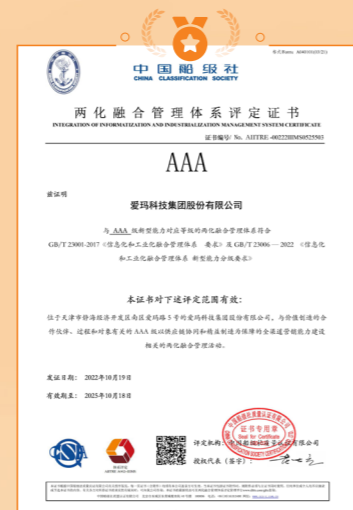 中国船级社
CHINA CLASSIFICATION SOCIETY
两化融合管理体系评定证书
INTEGRATION OF INFORMATIZATION AND INDUSTRIALIZATION MANAGEMENT SYSTEM CERTIFICATE
证书编号/ No. AIITRE-00222IIIMS0525503
AAA
兹证明
爱玛科技集团股份有限公司
与 AAA 级新型能力对应等级的两化融合管理体系符合
GB/T 23001-2017《信息化和工业化融合管理体系 要求》及 GB/T 23006 — 2022 《信息化
和工业化融合管理体系 新型能力分级要求》
本证书对下述评定范围有效:
位于天津市静海经济开发区南区爱玛路 5 号的爱玛科技集团股份有限公司，与价值创造的合
作伙伴、过程和对象有关的 AAA 级以供应链协同和精益制造为保障的全渠道营销能力建设
相关的两化融合管理活动。
发证日期: 2022年10月19日
有效期至: 2025年10月18日
评定机构:
证书专用章
Seal for Certificate
授权代表（签字）: